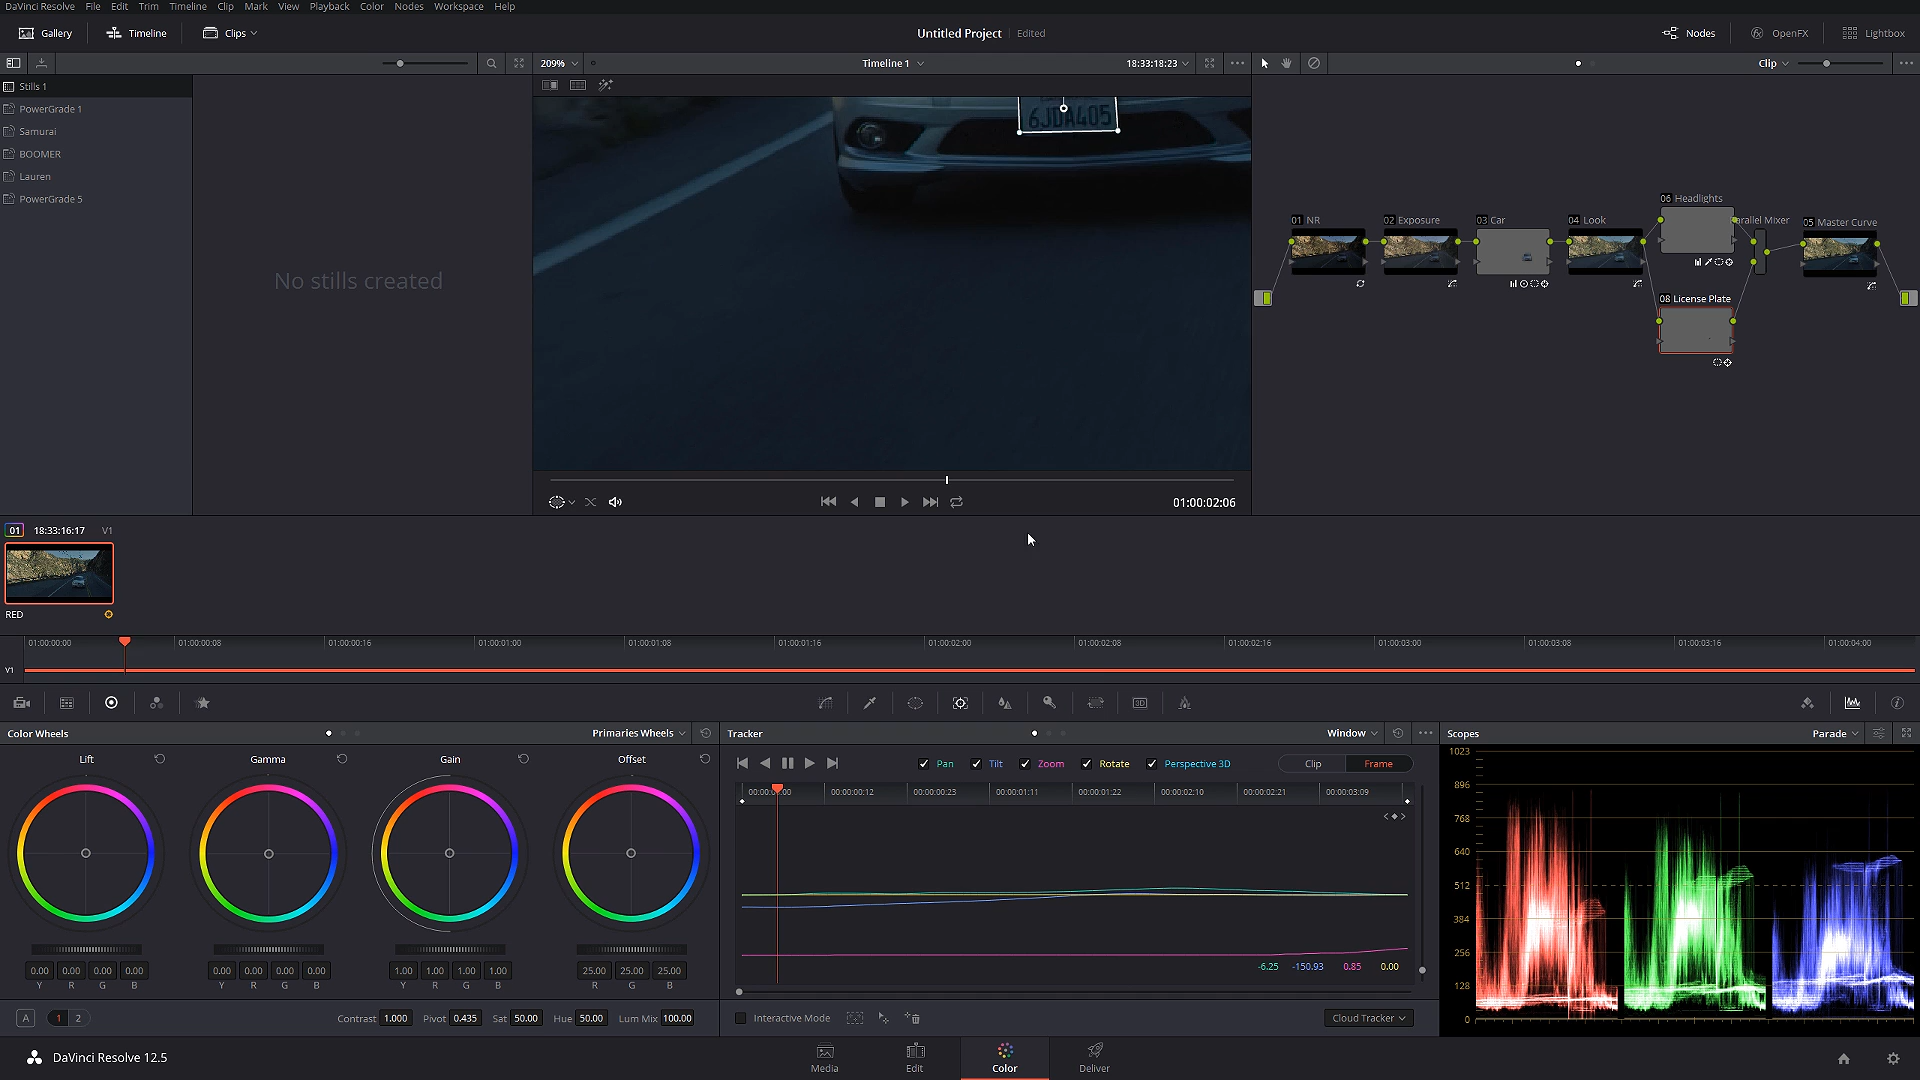 DaVinci Resolve File Edit Trim Timeline Clip Mark View Playback Color Nodes Workspace Help
Gallery Timeline Clips Untitled Project Edited Nodes OpenFX Lightbox
209% Timeline 1 18:33:18:23 Clip
Stills 1
PowerGrade 1
Samurai
BOOMER
Lauren
PowerGrade 5
No stills created
6JDA405
06 Headlights
01 NR 02 Exposure 03 Car 04 Look arallel Mixer 05 Master Curve
08 License Plate
01:00:02:06
01 18:33:16:17 V1
RED
01:00:00:00 01:00:00:08 01:00:00:16 01:00:01:00 01:00:01:08 01:00:01:16 01:00:02:00 01:00:02:08 01:00:02:16 01:00:03:00 01:00:03:08 01:00:03:16 01:00:04:00
V1
3D
Color Wheels Primaries Wheels Tracker Window Scopes Parade
Lift Gamma Gain Offset
Pan Tilt Zoom Rotate Perspective 3D Clip Frame
00:00:0 :00 00:00:00:12 00:00:00:23 00:00:01:11 00:00:01:22 00:00:02:10 00:00:02:21 00:00:03:09
1023
896
768
640
512
384
256
128
0
-6.25 -150.93 0.85 0.00
0.00 0.00 0.00 0.00 0.00 0.00 0.00 0.00 1.00 1.00 1.00 1.00 25.00 25.00 25.00
Y R G B Y R G B Y R G B R G B
A 1 2 Contrast 1.000 Pivot 0.435 Sat 50.00 Hue 50.00 Lum Mix 100.00
Interactive Mode Cloud Tracker
DaVinci Resolve 12.5 Media Edit Color Deliver